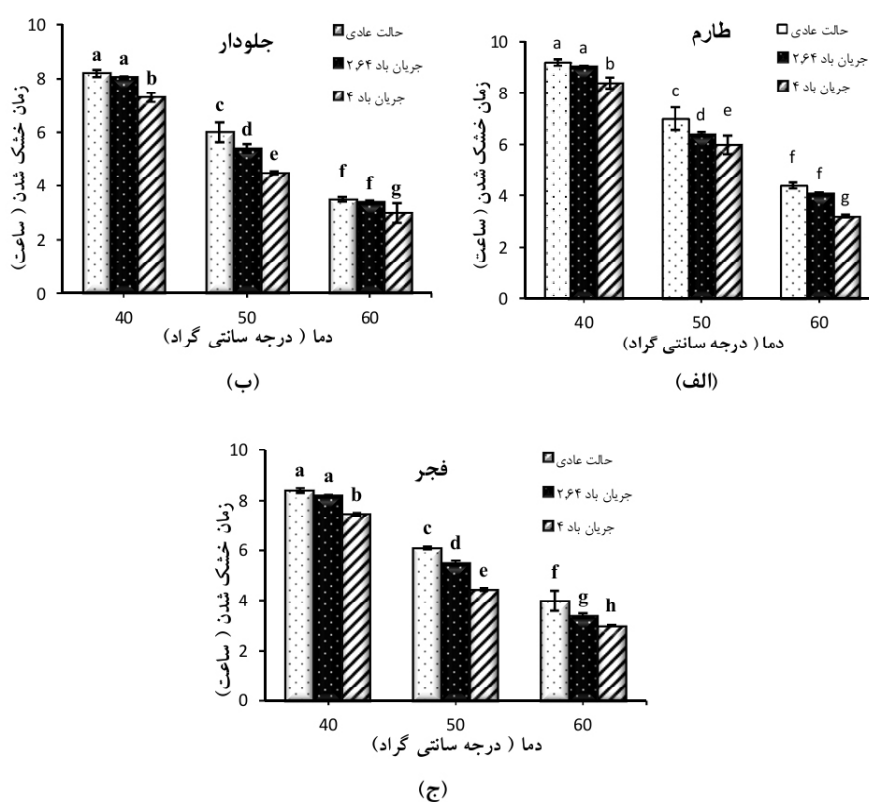 طارم
حالت عادی
جریان باد ۲٫۶۴
جریان باد ۴
زمان خشک شدن ( ساعت)
10
8
6
4
2
0
a a b
c d e
f f g
40 50 60
دما ( درجه سانتی گراد)
(الف)
جلودار
حالت عادی
جریان باد ۲٫۶۴
جریان باد ۴
زمان خشک شدن ( ساعت)
10
8
6
4
2
0
a a b
c d e
f f g
40 50 60
دما ( درجه سانتی گراد)
(ب)
فجر
حالت عادی
جریان باد ۲٫۶۴
جریان باد ۴
زمان خشک شدن ( ساعت)
10
8
6
4
2
0
a a b
c d e
f g h
40 50 60
دما ( درجه سانتی گراد)
(ج)